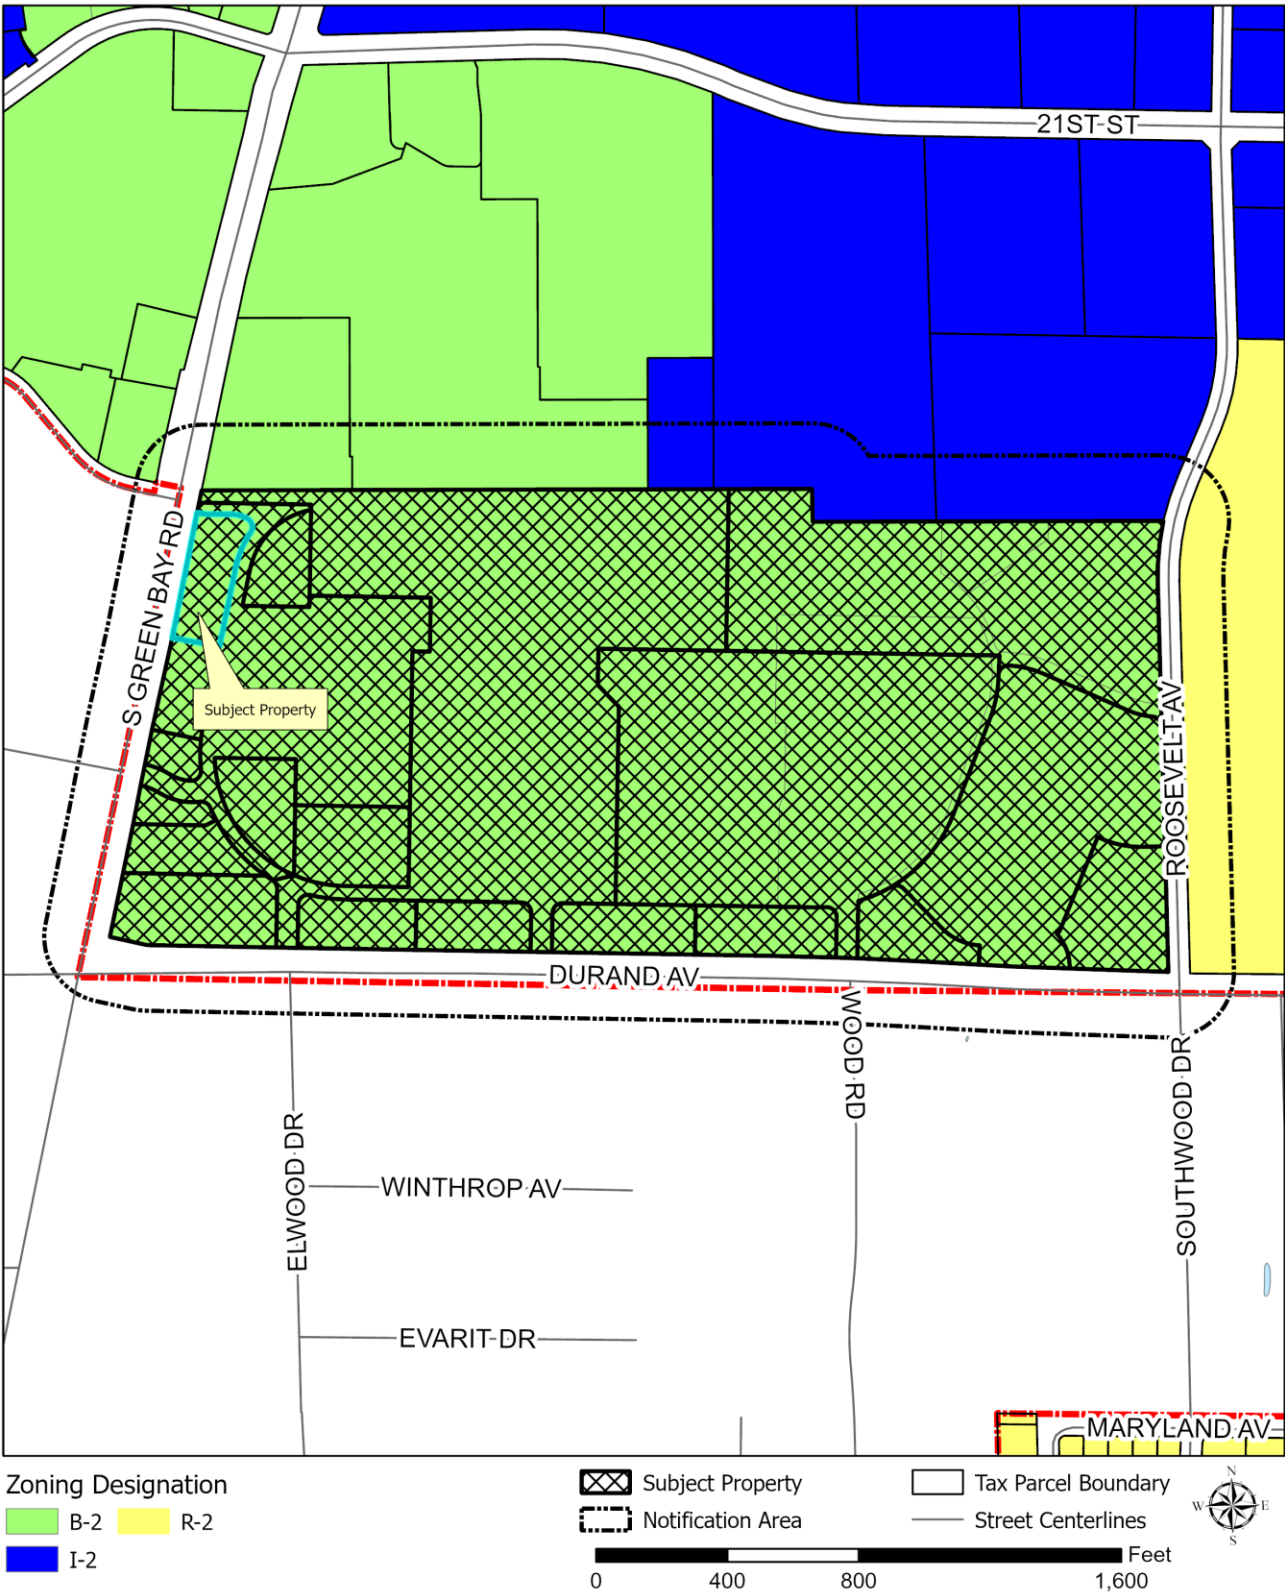 21ST ST
S GREEN BAY RD
Subject Property
ROOSEVELT AV
DURAND AV
WOOD RD
ELWOOD DR
SOUTHWOOD DR
WINTHROP AV
EVARIT DR
MARYLAND AV
Zoning Designation
B-2
R-2
I-2
Subject Property
Notification Area
Tax Parcel Boundary
Street Centerlines
N
W
E
S
Feet
0 400 800 1,600